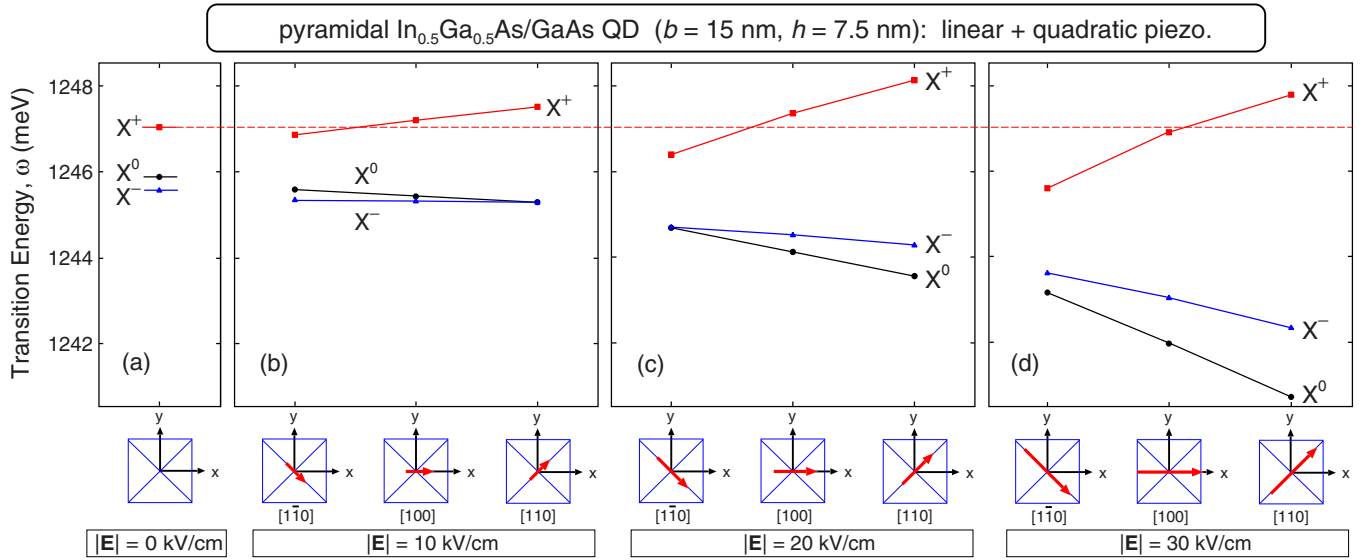 pyramidal In₀.₅Ga₀.₅As/GaAs QD (b = 15 nm, h = 7.5 nm): linear + quadratic piezo.
Transition Energy, ω (meV)
1248
1246
1244
1242
X⁺
X⁰
X⁻
(a)
X⁺
X⁰
X⁻
(b)
X⁺
X⁻
X⁰
(c)
X⁺
X⁻
X⁰
(d)
y y y y y y y y y y
x x x x x x x x x x
[11̄0] [100] [110] [11̄0] [100] [110] [11̄0] [100] [110]
|E| = 0 kV/cm |E| = 10 kV/cm |E| = 20 kV/cm |E| = 30 kV/cm